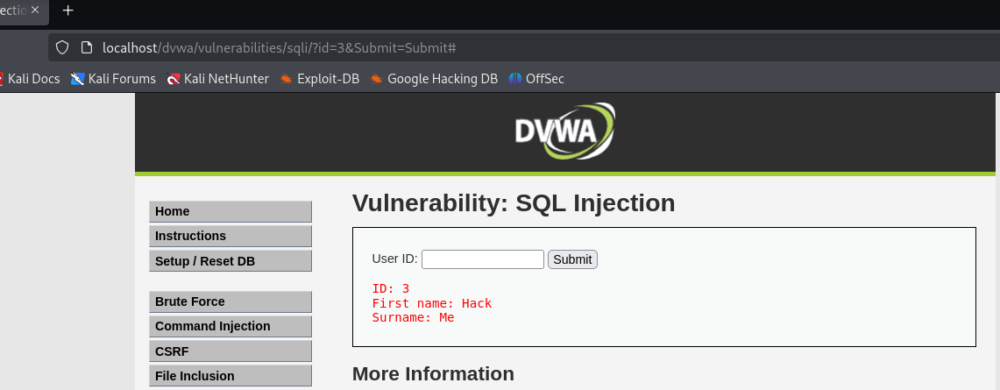 ectio
localhost/dvwa/vulnerabilities/sqli/?id=3&Submit=Submit#
Kali Docs Kali Forums Kali NetHunter Exploit-DB Google Hacking DB OffSec
DVWA
Home
Instructions
Setup / Reset DB
Brute Force
Command Injection
CSRF
File Inclusion
Vulnerability: SQL Injection
User ID: Submit
ID: 3
First name: Hack
Surname: Me
More Information